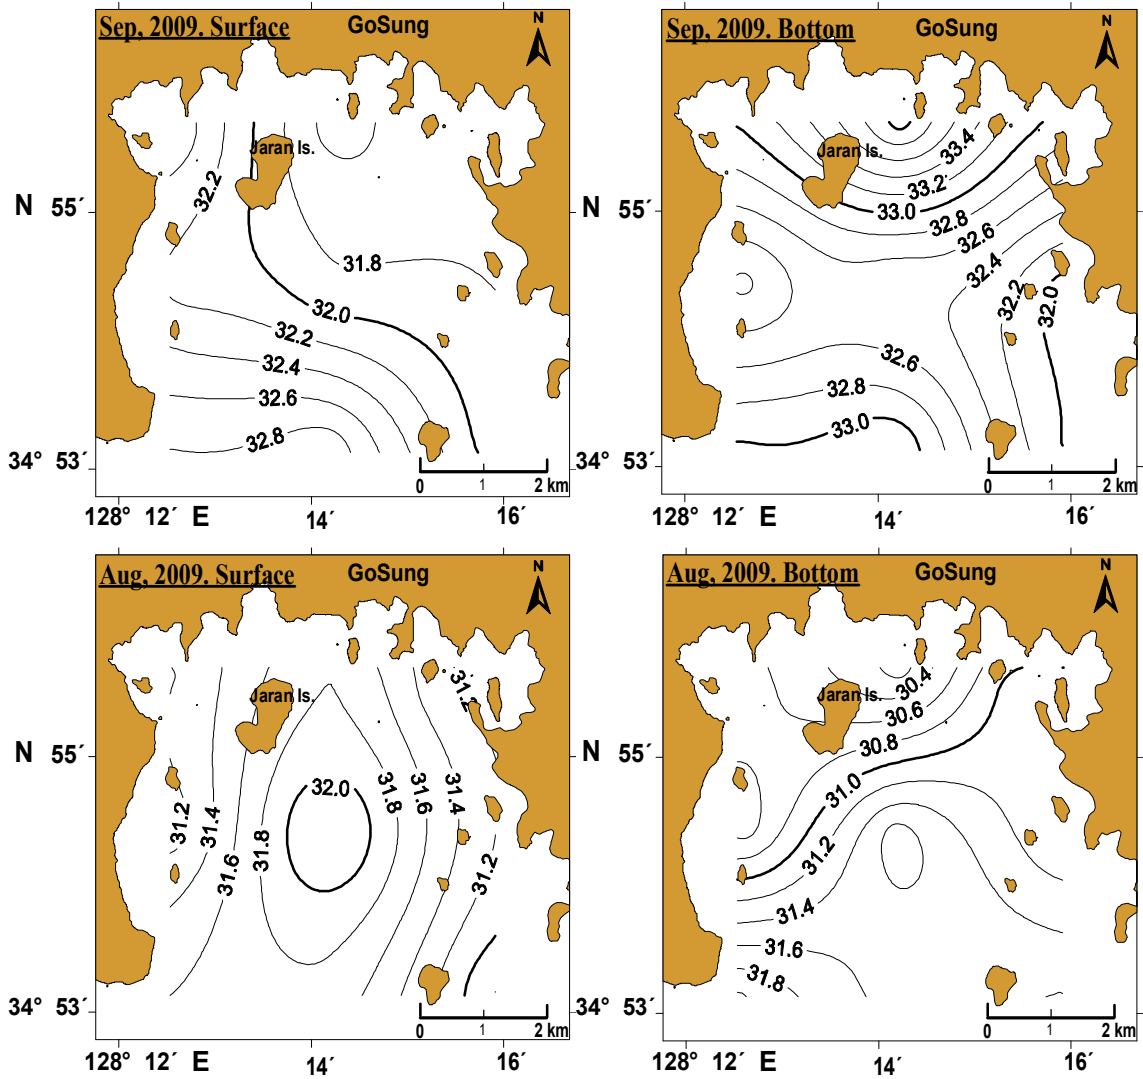 Sep, 2009. Surface
GoSung
N
Jaran Is.
32.2
31.8
32.0
32.2
32.4
32.6
32.8
N 55´
34° 53´
0 1 2 km
128° 12´ E 14´ 16´
Sep, 2009. Bottom
GoSung
N
Jaran Is.
33.4
33.2
33.0
32.8
32.6
32.4
32.2
32.0
32.6
32.8
33.0
N 55´
34° 53´
0 1 2 km
128° 12´ E 14´ 16´
Aug, 2009. Surface
GoSung
N
Jaran Is.
31.2
32.0
31.2
31.4
31.6
31.8
31.8
31.6
31.4
31.2
N 55´
34° 53´
0 1 2 km
128° 12´ E 14´ 16´
Aug, 2009. Bottom
GoSung
N
Jaran Is.
30.4
30.6
30.8
31.0
31.2
31.4
31.6
31.8
N 55´
34° 53´
0 1 2 km
128° 12´ E 14´ 16´